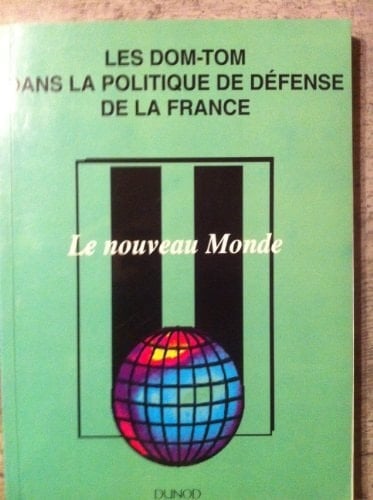 LES DOM-TOM
DANS LA POLITIQUE DE DÉFENSE
DE LA FRANCE
Le nouveau Monde
DUNOD